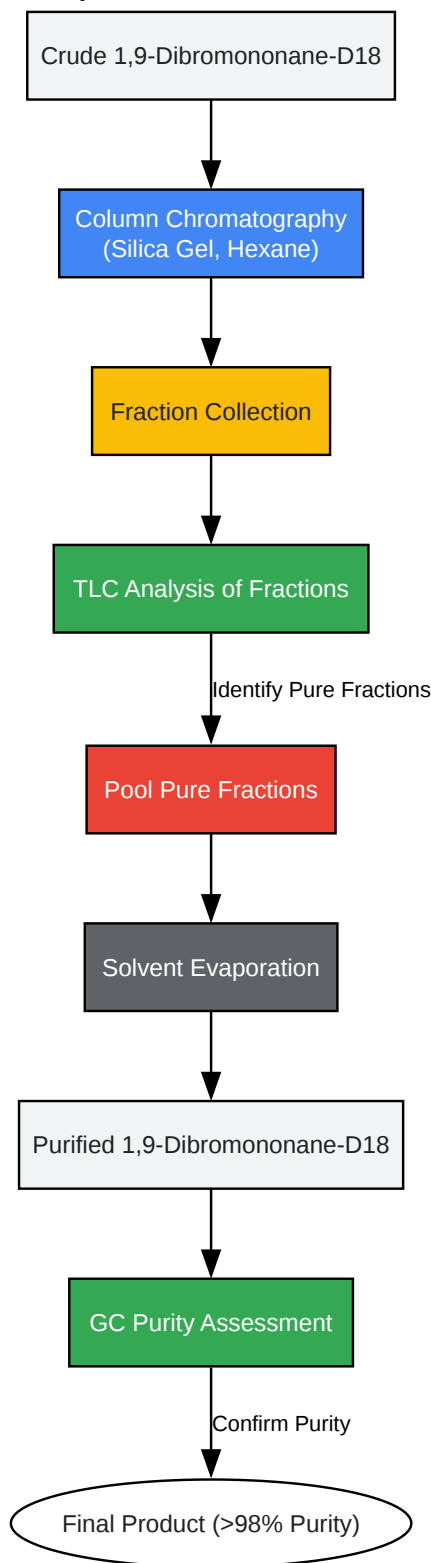 Crude 1,9-Dibromononane-D18
Column Chromatography
(Silica Gel, Hexane)
Fraction Collection
TLC Analysis of Fractions
Identify Pure Fractions
Pool Pure Fractions
Solvent Evaporation
Purified 1,9-Dibromononane-D18
GC Purity Assessment
Confirm Purity
Final Product (>98% Purity)